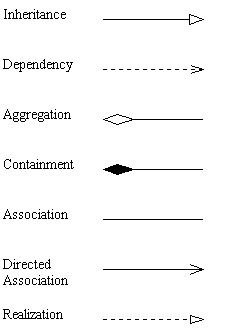 Inheritance
Dependency
Aggregation
Containment
Association
Directed
Association
Realization